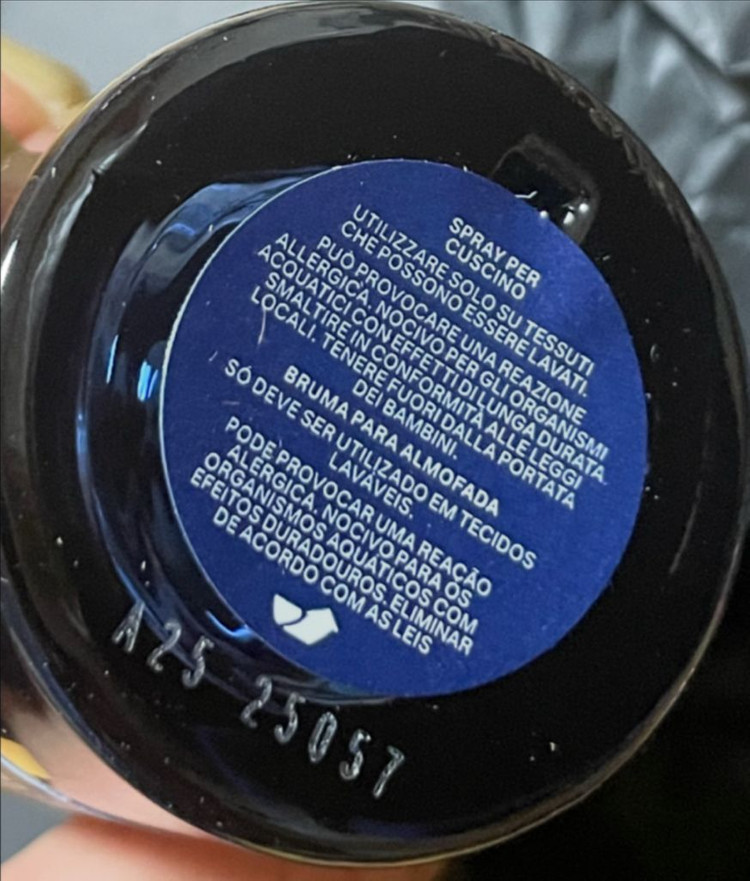 SPRAY PER
CUSCINO
UTILIZZARE SOLO SU TESSUTI
CHE POSSONO ESSERE LAVATI.
PUÒ PROVOCARE UNA REAZIONE
ALLERGICA. NOCIVO PER GLI ORGANISMI
ACQUATICI CON EFFETTI DI LUNGA DURATA.
SMALTIRE IN CONFORMITÀ ALLE LEGGI
LOCALI. TENERE FUORI DALLA PORTATA
DEI BAMBINI.
BRUMA PARA ALMOFADA
SÓ DEVE SER UTILIZADO EM TECIDOS
LAVÁVEIS.
PODE PROVOCAR UMA REAÇÃO
ALERGICA. NOCIVO PARA OS
ORGANISMOS AQUÁTICOS COM
EFEITOS DURADOUROS. ELIMINAR
DE ACORDO COM AS LEIS
A25 25057